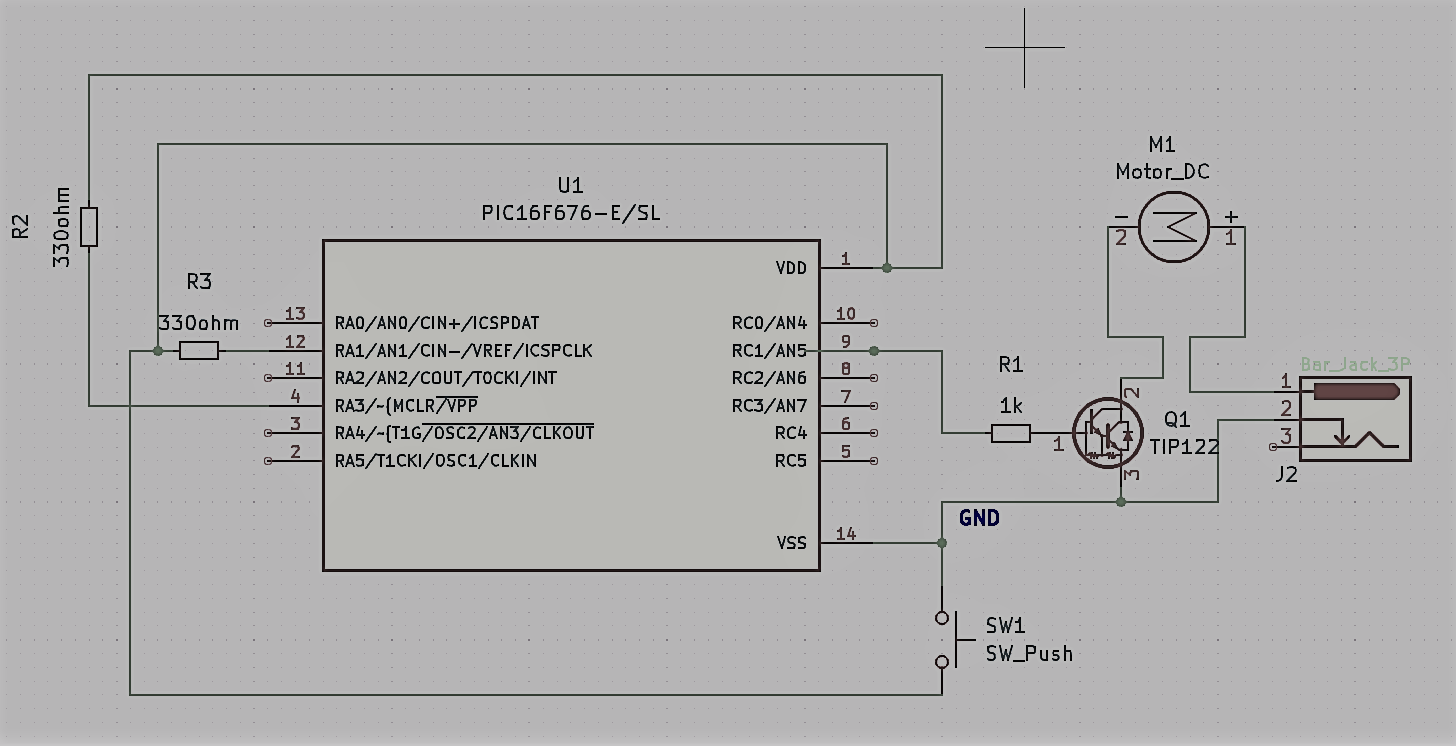 M1
Motor_DC
U1
PIC16F676-E/SL
R2
330ohm
- +
2 1
R3
330ohm
VDD 1
13 RA0/AN0/CIN+/ICSPDAT
12 RA1/AN1/CIN-/VREF/ICSPCLK
11 RA2/AN2/COUT/T0CKI/INT
4 RA3/~{MCLR/VPP
3 RA4/~{T1G/OSC2/AN3/CLKOUT
2 RA5/T1CKI/OSC1/CLKIN
RC0/AN4 10
RC1/AN5 9
RC2/AN6 8
RC3/AN7 7
RC4 6
RC5 5
VSS 14
R1
1k
2
1
3
Q1
TIP122
Bar_Jack_3P
1
2
3
J2
GND
SW1
SW_Push